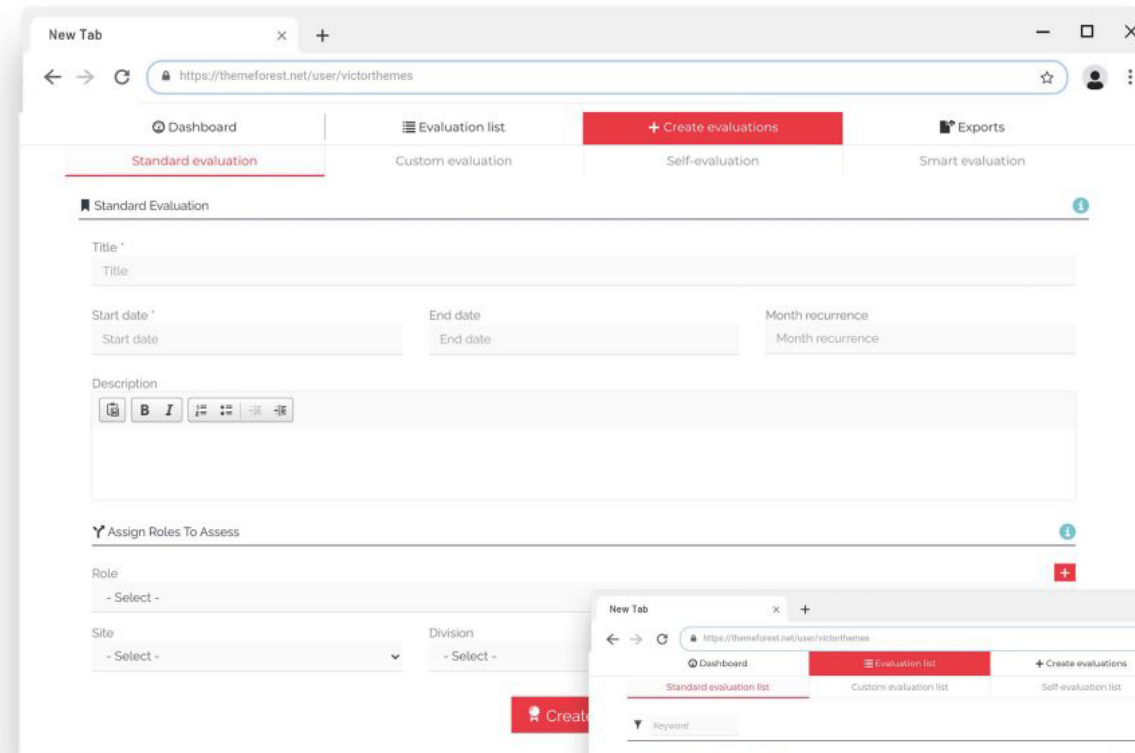 New Tab
https://themeforest.net/user/victorthemes
Dashboard Evaluation list + Create evaluations Exports
Standard evaluation Custom evaluation Self-evaluation Smart evaluation
Standard Evaluation
Title *
Title
Start date * End date Month recurrence
Start date End date Month recurrence
Description
B I
Assign Roles To Assess
Role
- Select -
Site Division
- Select - - Select -
Create
New Tab
https://themeforest.net/user/victorthemes
Dashboard Evaluation list + Create evaluations
Standard evaluation list Custom evaluation list Self-evaluation list
Keyword